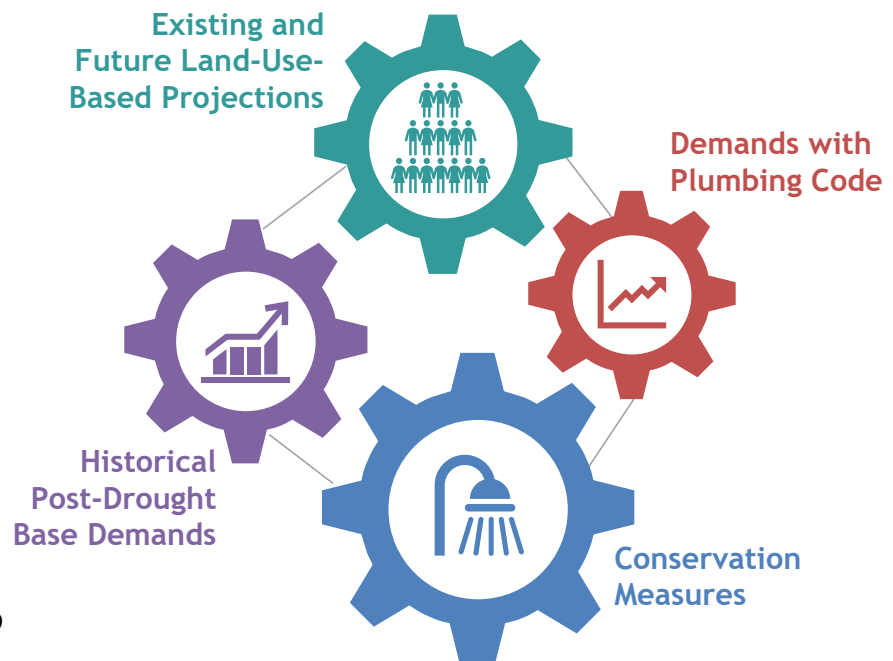 Existing and
Future Land-Use-
Based Projections
Demands with
Plumbing Code
Historical
Post-Drought
Base Demands
Conservation
Measures